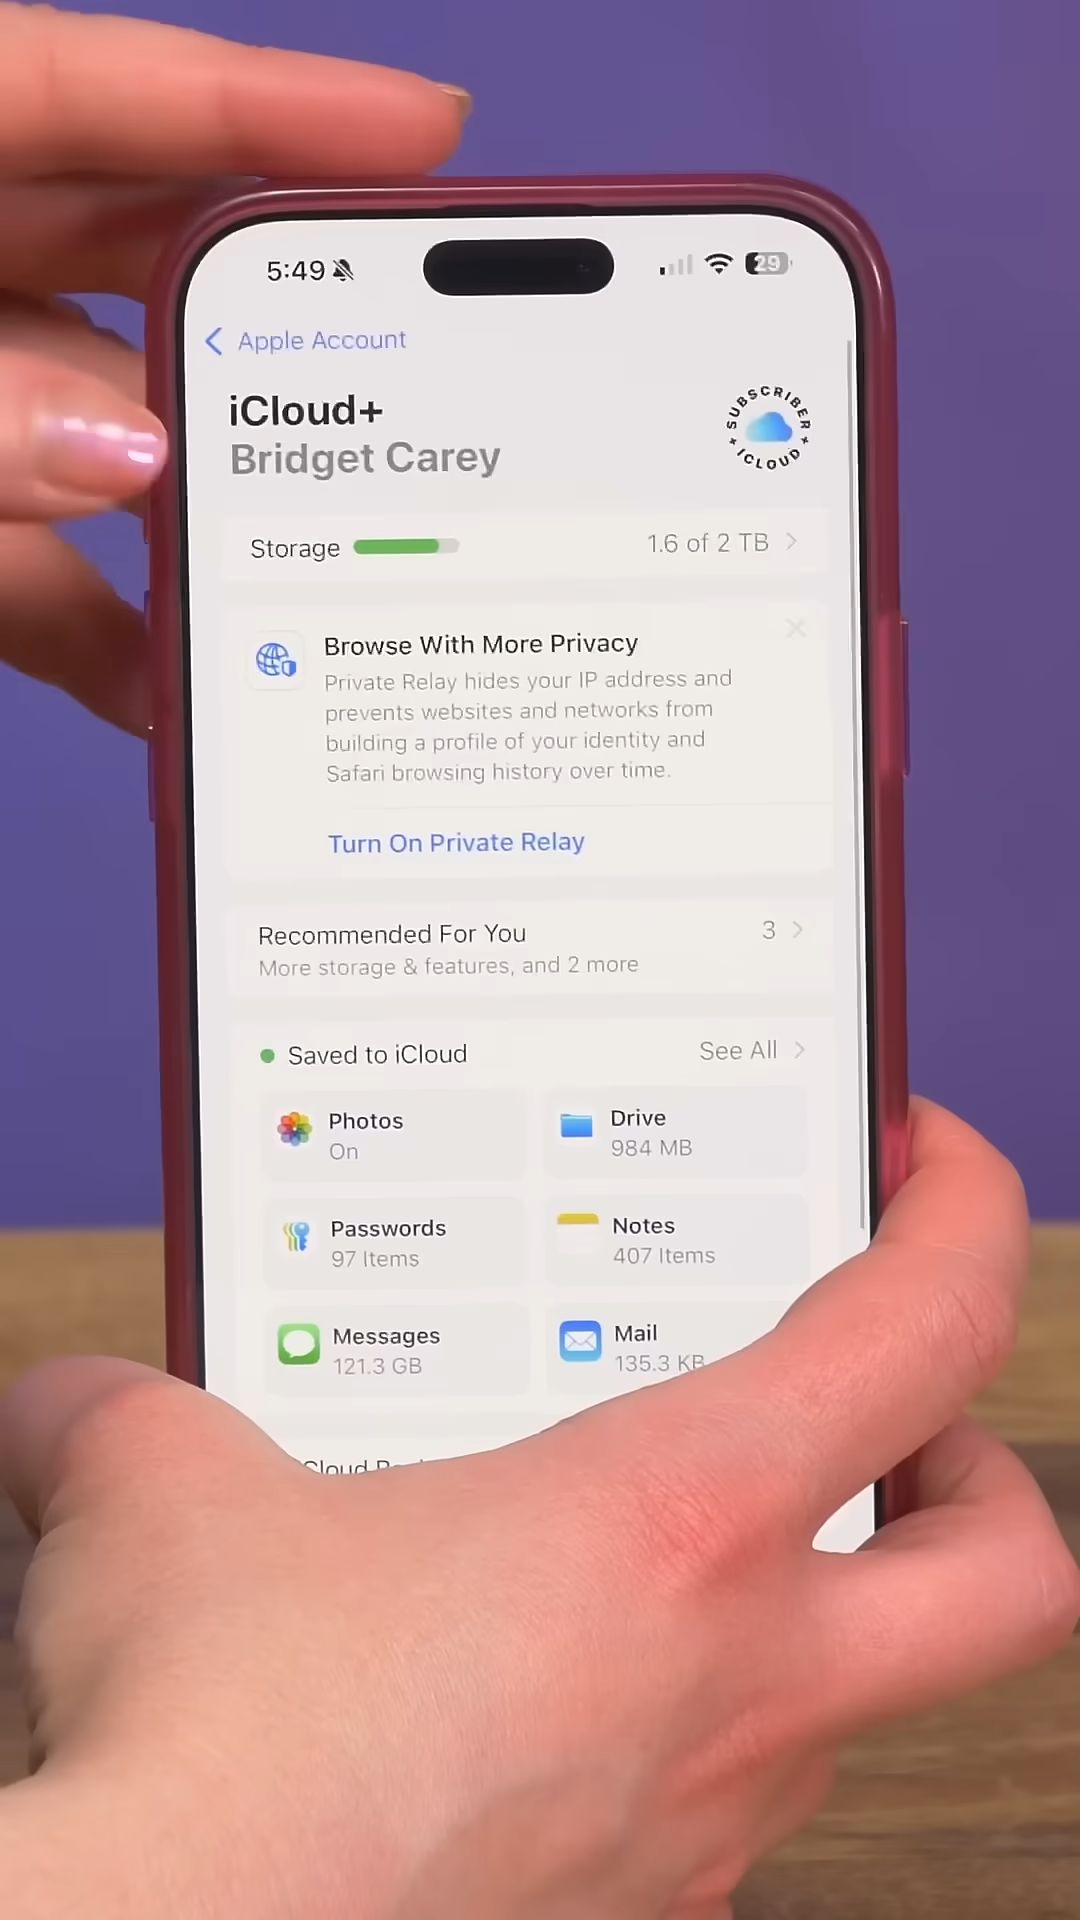 5:49
29
Apple Account
iCloud+
Bridget Carey
SUBSCRIBER
ICLOUD
Storage
1.6 of 2 TB
Browse With More Privacy
Private Relay hides your IP address and
prevents websites and networks from
building a profile of your identity and
Safari browsing history over time.
Turn On Private Relay
Recommended For You
3
More storage & features, and 2 more
Saved to iCloud
See All
Photos
On
Drive
984 MB
Passwords
97 Items
Notes
407 Items
Messages
121.3 GB
Mail
135.3 KB